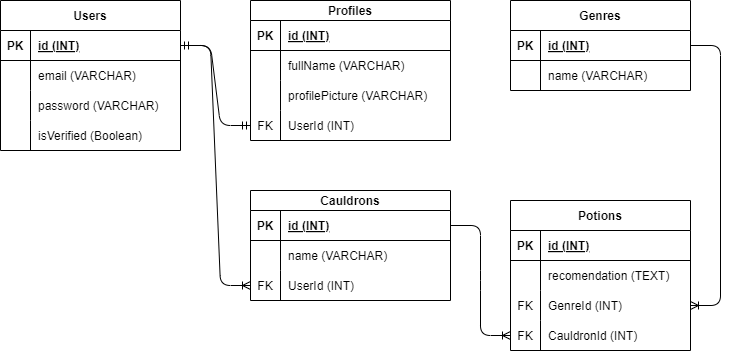 Users
PK id (INT)
email (VARCHAR)
password (VARCHAR)
isVerified (Boolean)
Profiles
PK id (INT)
fullName (VARCHAR)
profilePicture (VARCHAR)
FK UserId (INT)
Genres
PK id (INT)
name (VARCHAR)
Cauldrons
PK id (INT)
name (VARCHAR)
FK UserId (INT)
Potions
PK id (INT)
recomendation (TEXT)
FK GenreId (INT)
FK CauldronId (INT)